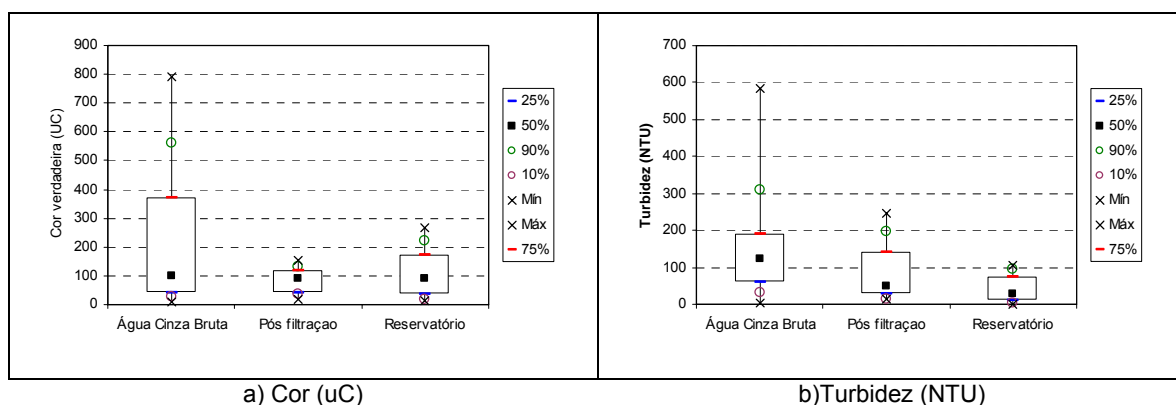 900
800
700
600
500
400
300
200
100
0
Cor verdadeira (UC)
Água Cinza Bruta Pós filtraçao Reservatório
25%
50%
90%
10%
Mín
Máx
75%
a) Cor (uC)
700
600
500
400
300
200
100
0
Turbidez (NTU)
Água Cinza Bruta Pós filtraçao Reservatório
25%
50%
90%
10%
Mín
Máx
75%
b)Turbidez (NTU)